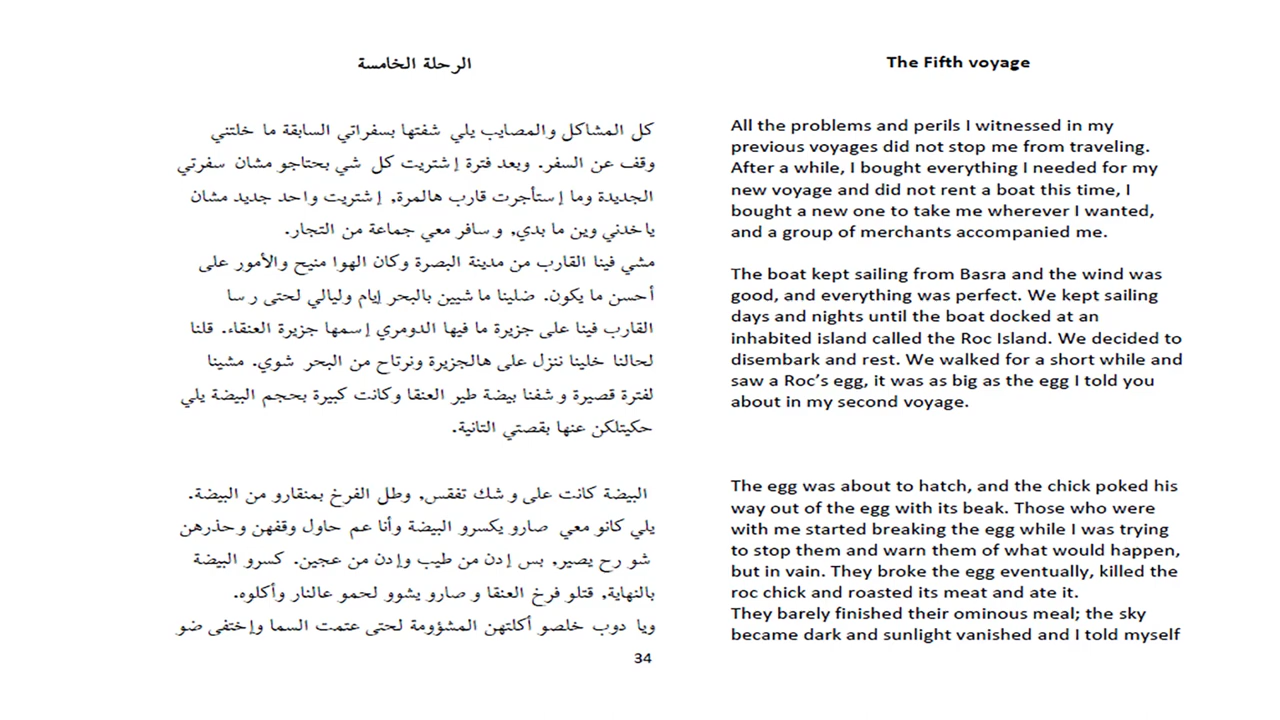 الرحلة الخامسة
كل المشاكل والمصايب يلي شفتها بسفراتي السابقة ما خلتني
وقف عن السفر. وبعد فترة إشتريت كل شي بحتاجو مشان سفرتي
الجديدة وما إستأجرت قارب هالمرة, إشتريت واحد جديد مشان
ياخدني وين ما بدي, وسافر معي جماعة من التجار.
مشي فينا القارب من مدينة البصرة وكان الهوا منيح والأمور على
أحسن ما يكون. ضلينا ماشيين بالبحر إيام وليالي لحتى رسا
القارب فينا على جزيرة ما فيها الدومري إسمها جزيرة العنقاء. قلنا
لحالنا خلينا ننزل على هالجزيرة ونرتاح من البحر شوي. مشينا
لفترة قصيرة وشفنا بيضة طير العنقا وكانت كبيرة بحجم البيضة يلي
حكيتلكن عنها بقصتي التانية.
البيضة كانت على وشك تفقس, وطل الفرخ بمنقارو من البيضة.
يلي كانو معي صارو يكسرو البيضة وأنا عم حاول وقفهن وحذرهن
شو رح يصير, بس إدن من طيب وإدن من عجين. كسرو البيضة
بالنهاية, قتلو فرخ العنقا وصارو يشوو لحمو عالنار وأكلوه.
ويا دوب خلصو أكلتهن المشؤومة لحتى عتمت السما وإختفى ضو
34
The Fifth voyage
All the problems and perils I witnessed in my
previous voyages did not stop me from traveling.
After a while, I bought everything I needed for my
new voyage and did not rent a boat this time, I
bought a new one to take me wherever I wanted,
and a group of merchants accompanied me.
The boat kept sailing from Basra and the wind was
good, and everything was perfect. We kept sailing
days and nights until the boat docked at an
inhabited island called the Roc Island. We decided to
disembark and rest. We walked for a short while and
saw a Roc's egg, it was as big as the egg I told you
about in my second voyage.
The egg was about to hatch, and the chick poked his
way out of the egg with its beak. Those who were
with me started breaking the egg while I was trying
to stop them and warn them of what would happen,
but in vain. They broke the egg eventually, killed the
roc chick and roasted its meat and ate it.
They barely finished their ominous meal; the sky
became dark and sunlight vanished and I told myself